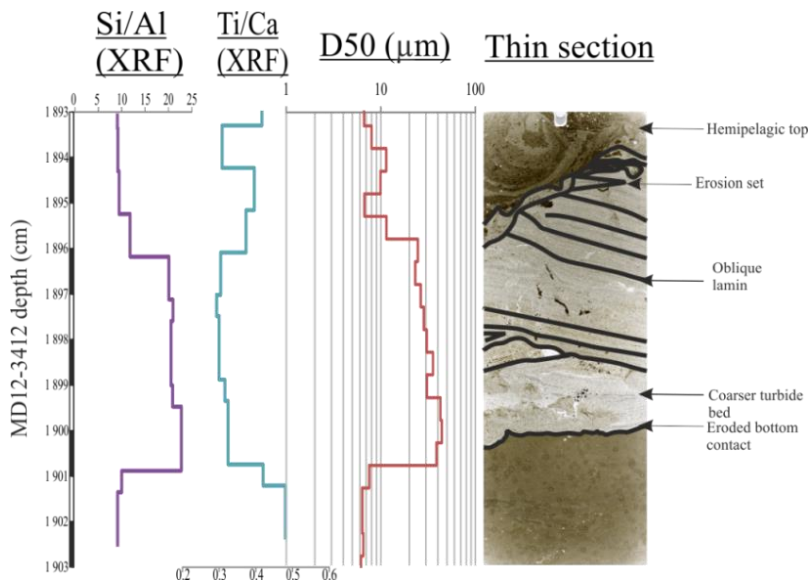 Si/Al
(XRF)
Ti/Ca
(XRF)
D50 (µm)
Thin section
0 5 10 15 20 25
1 10 100
MD12-3412 depth (cm)
1 893
1 894
1 895
1 896
1 897
1 898
1 899
1 900
1 901
1 902
1 903
0.2 0.3 0.4 0.5 0.6
Hemipelagic top
Erosion set
Oblique
lamin
Coarser turbide
bed
Eroded bottom
contact